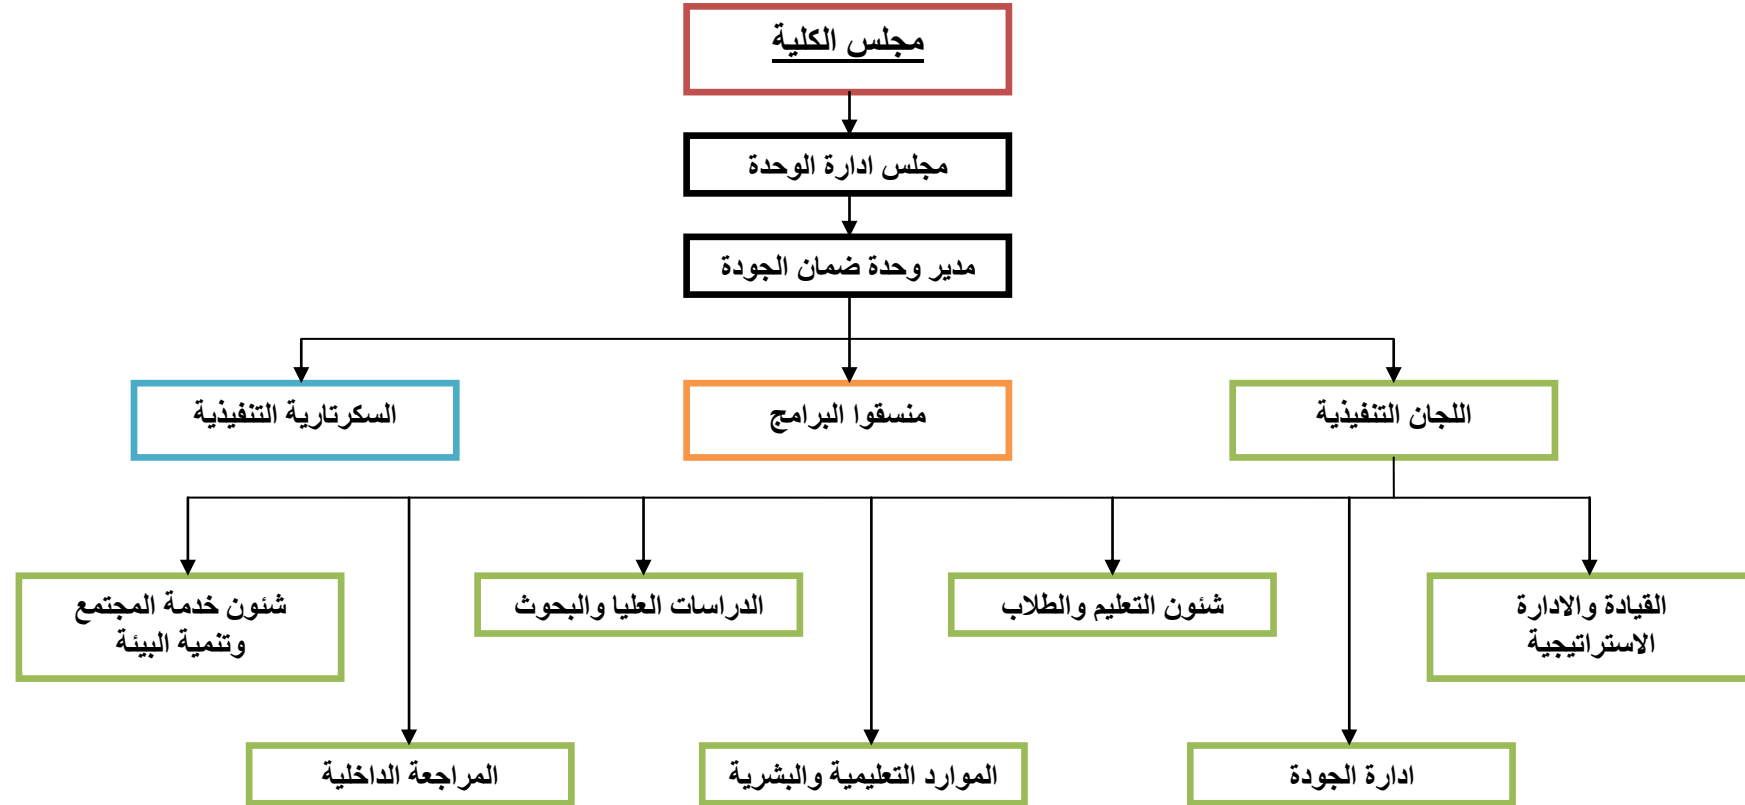 مجلس الكلية
مجلس ادارة الوحدة
مدير وحدة ضمان الجودة
اللجان التنفيذية
منسقوا البرامج
السكرتارية التنفيذية
القيادة والادارة
الاستراتيجية
شئون التعليم والطلاب
الدراسات العليا والبحوث
شئون خدمة المجتمع
وتنمية البيئة
ادارة الجودة
الموارد التعليمية والبشرية
المراجعة الداخلية